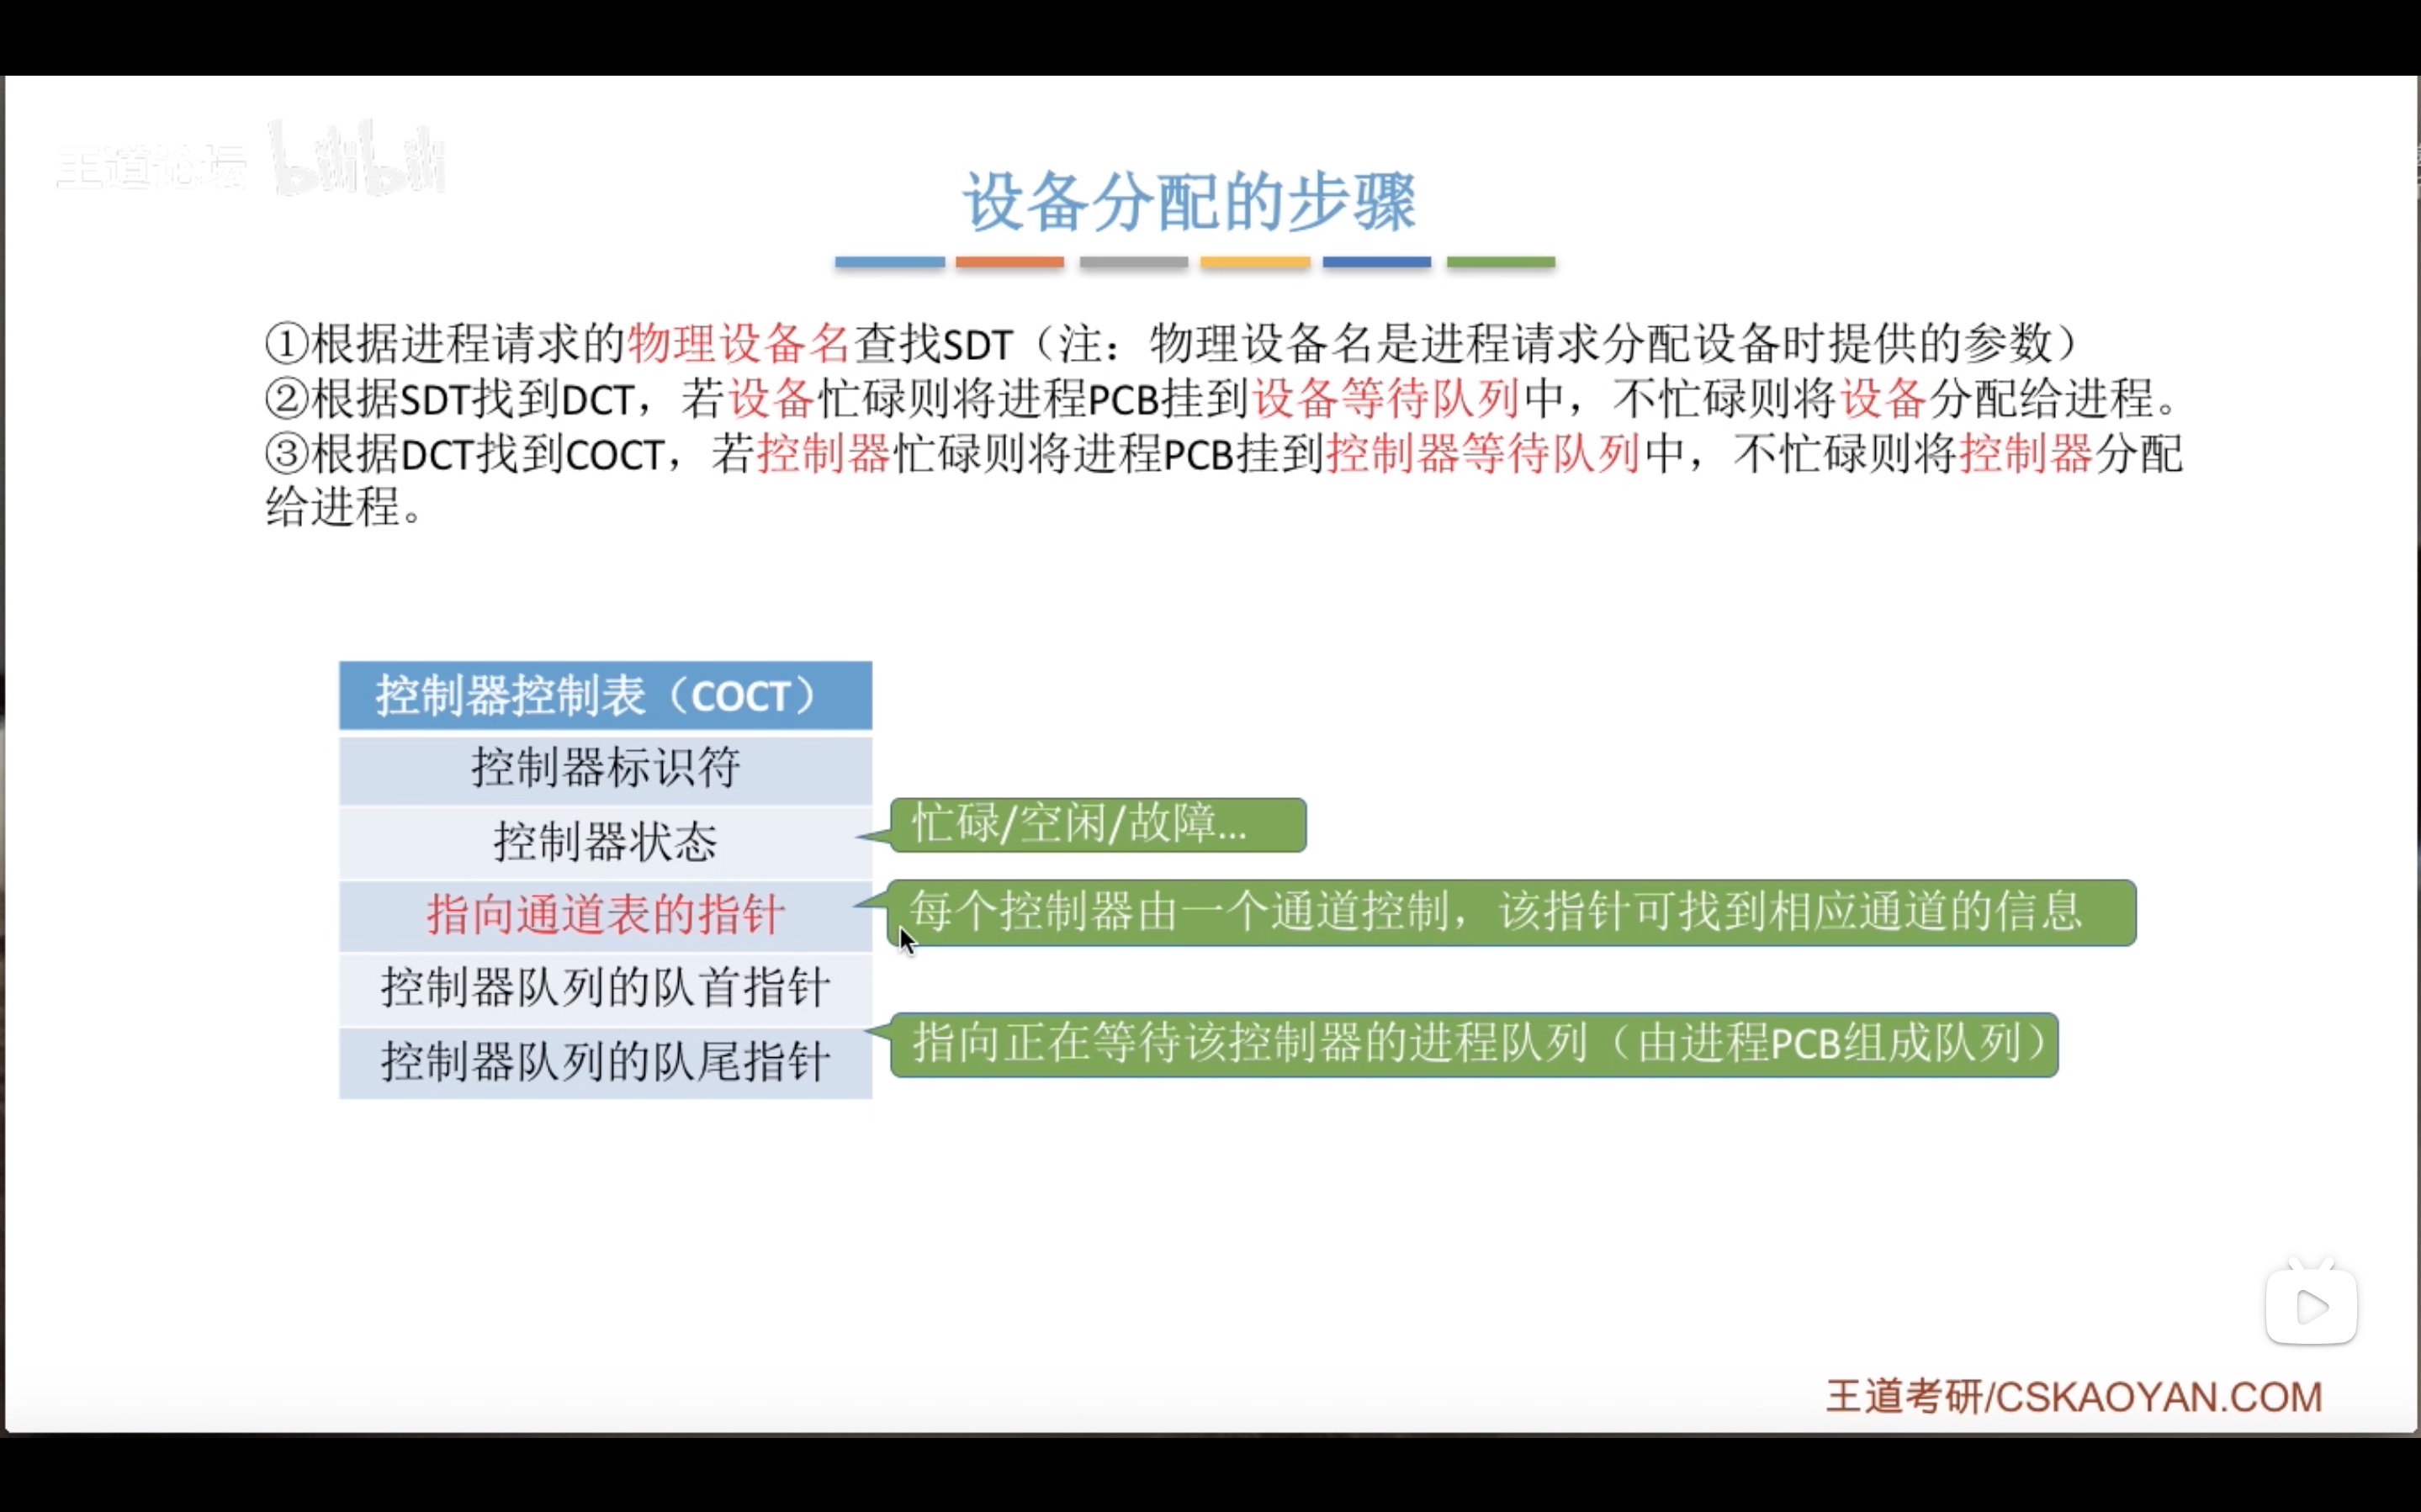 王道论坛 bilibili
设备分配的步骤
①根据进程请求的物理设备名查找SDT（注：物理设备名是进程请求分配设备时提供的参数）
②根据SDT找到DCT，若设备忙碌则将进程PCB挂到设备等待队列中，不忙碌则将设备分配给进程。
③根据DCT找到COCT，若控制器忙碌则将进程PCB挂到控制器等待队列中，不忙碌则将控制器分配
给进程。
控制器控制表（COCT）
控制器标识符
控制器状态
忙碌/空闲/故障...
指向通道表的指针
每个控制器由一个通道控制，该指针可找到相应通道的信息
控制器队列的队首指针
控制器队列的队尾指针
指向正在等待该控制器的进程队列（由进程PCB组成队列）
王道考研/CSKAOYAN.COM